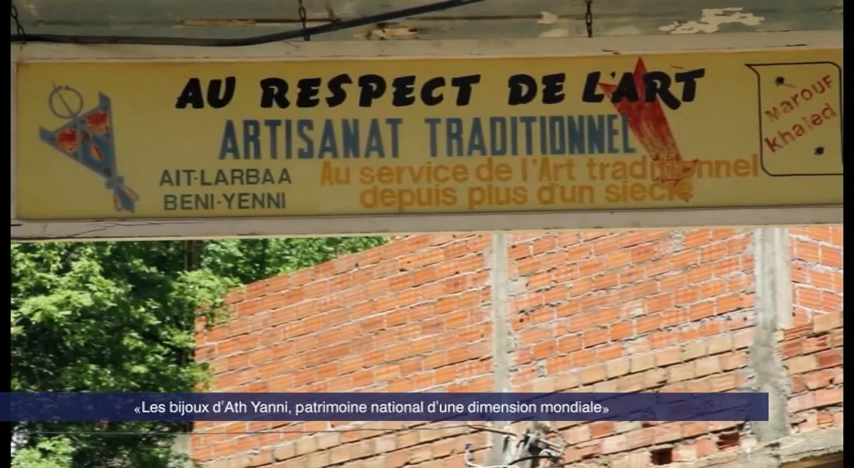 AU RESPECT DE L'ART
ARTISANAT TRADITIONNEL
AIT-LARBAA
BENI-YENNI
Au service de l'Art traditionnel
depuis plus d'un siecle
Marouf
Khaled
«Les bijoux d'Ath Yanni, patrimoine national d'une dimension mondiale»